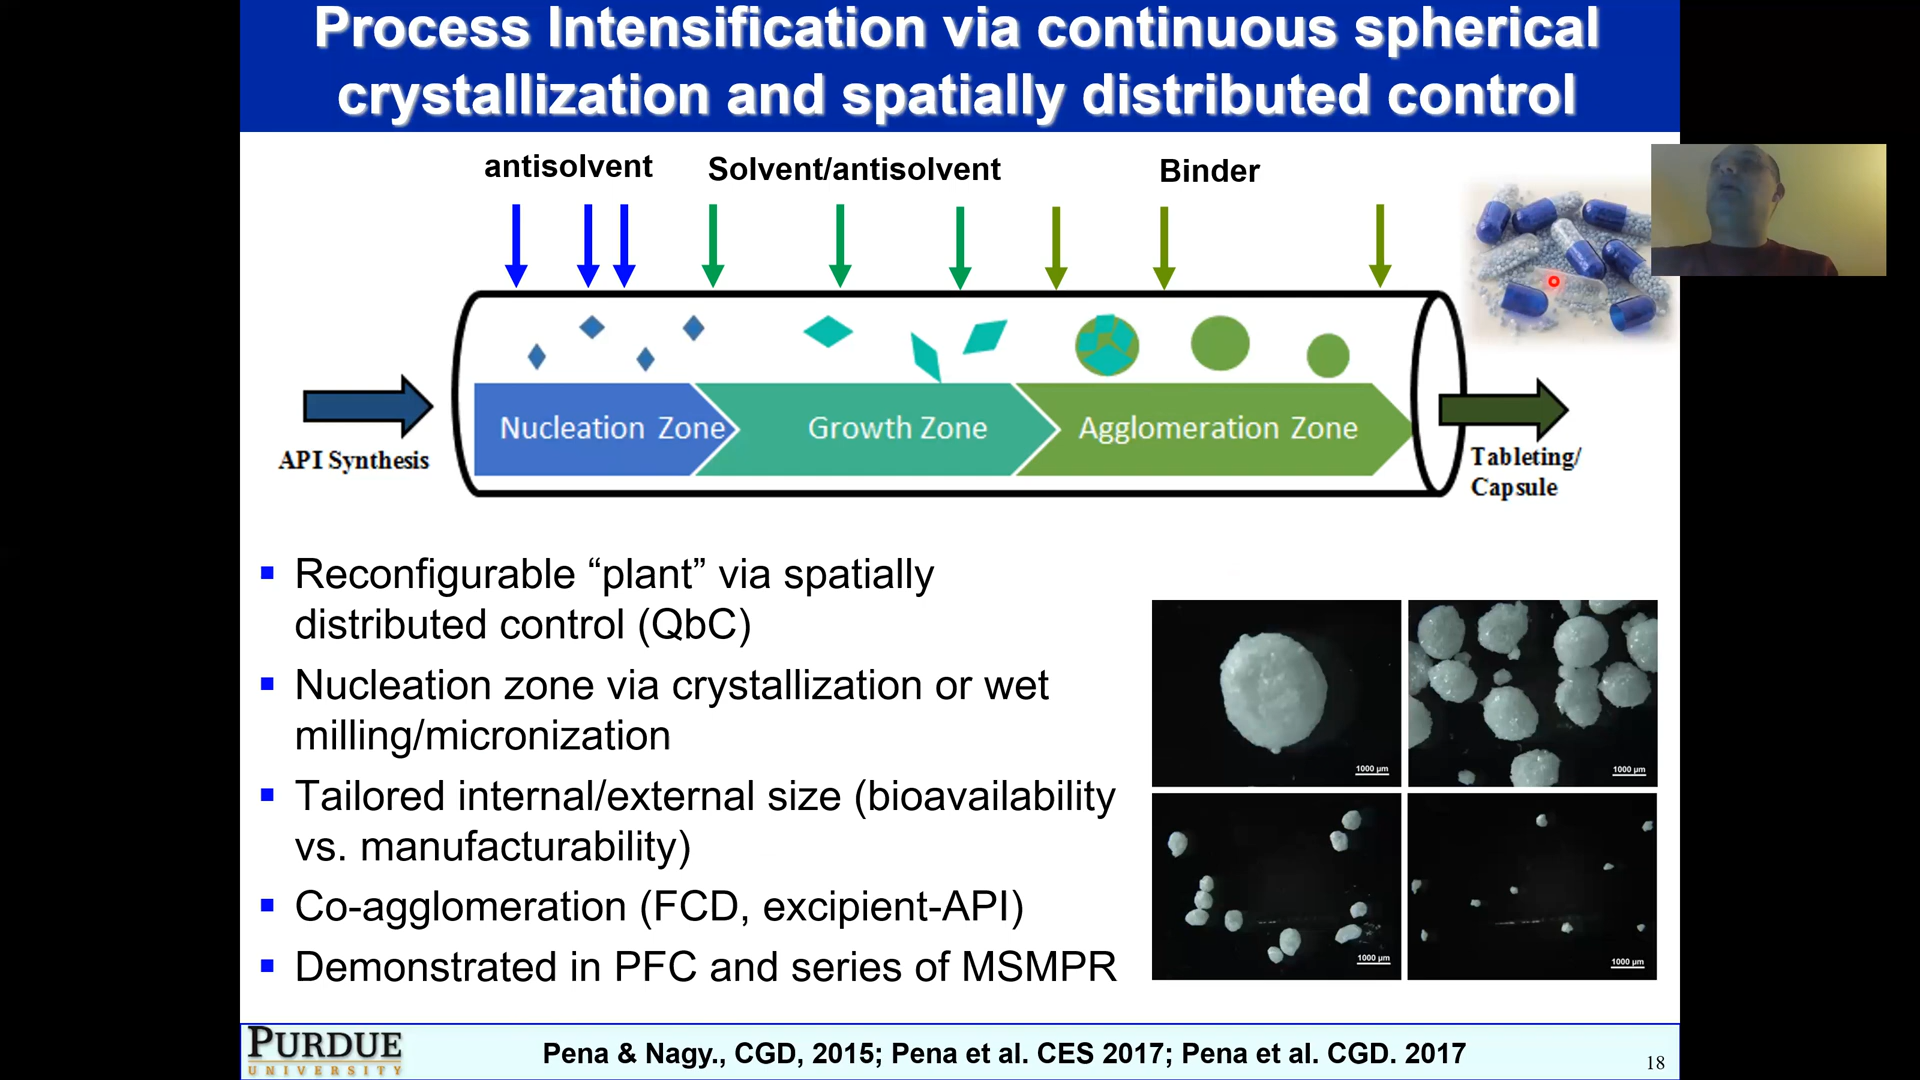 Process Intensification via continuous spherical
crystallization and spatially distributed control
antisolvent
Solvent/antisolvent
Binder
API Synthesis
Nucleation Zone
Growth Zone
Agglomeration Zone
Tableting/
Capsule
Reconfigurable “plant” via spatially
distributed control (QbC)
Nucleation zone via crystallization or wet
milling/micronization
Tailored internal/external size (bioavailability
vs. manufacturability)
Co-agglomeration (FCD, excipient-API)
Demonstrated in PFC and series of MSMPR
1000 µm
1000 µm
1000 µm
1000 µm
PURDUE
UNIVERSITY
Pena & Nagy., CGD, 2015; Pena et al. CES 2017; Pena et al. CGD. 2017
18